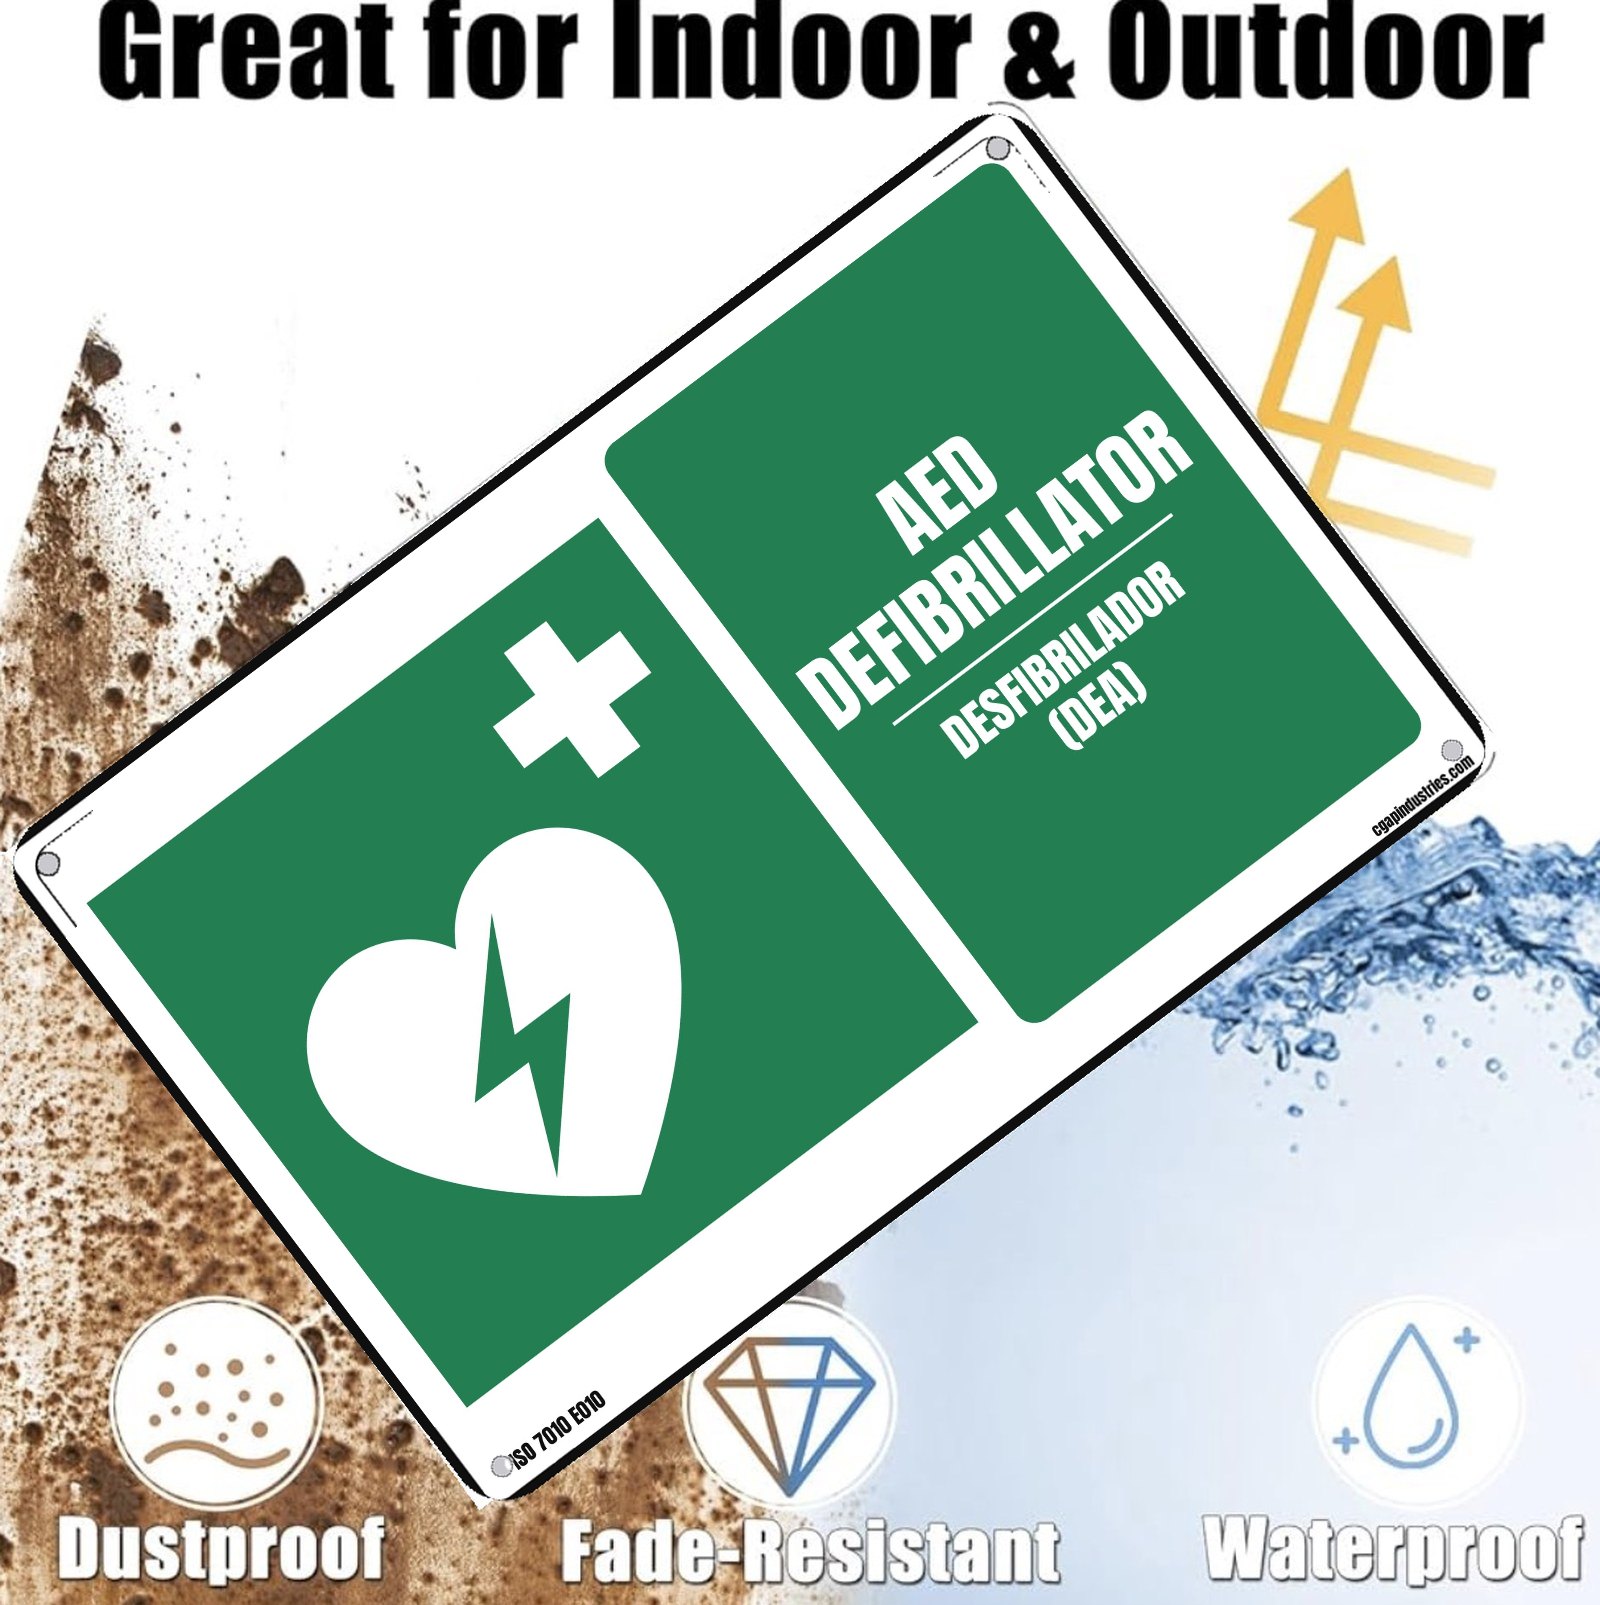 Great for Indoor & Outdoor
AED
DEFIBRILLATOR
DESFIBRILADOR
(DEA)
cgapindustries.com
ISO 7010 E010
Dustproof
Fade-Resistant
Waterproof